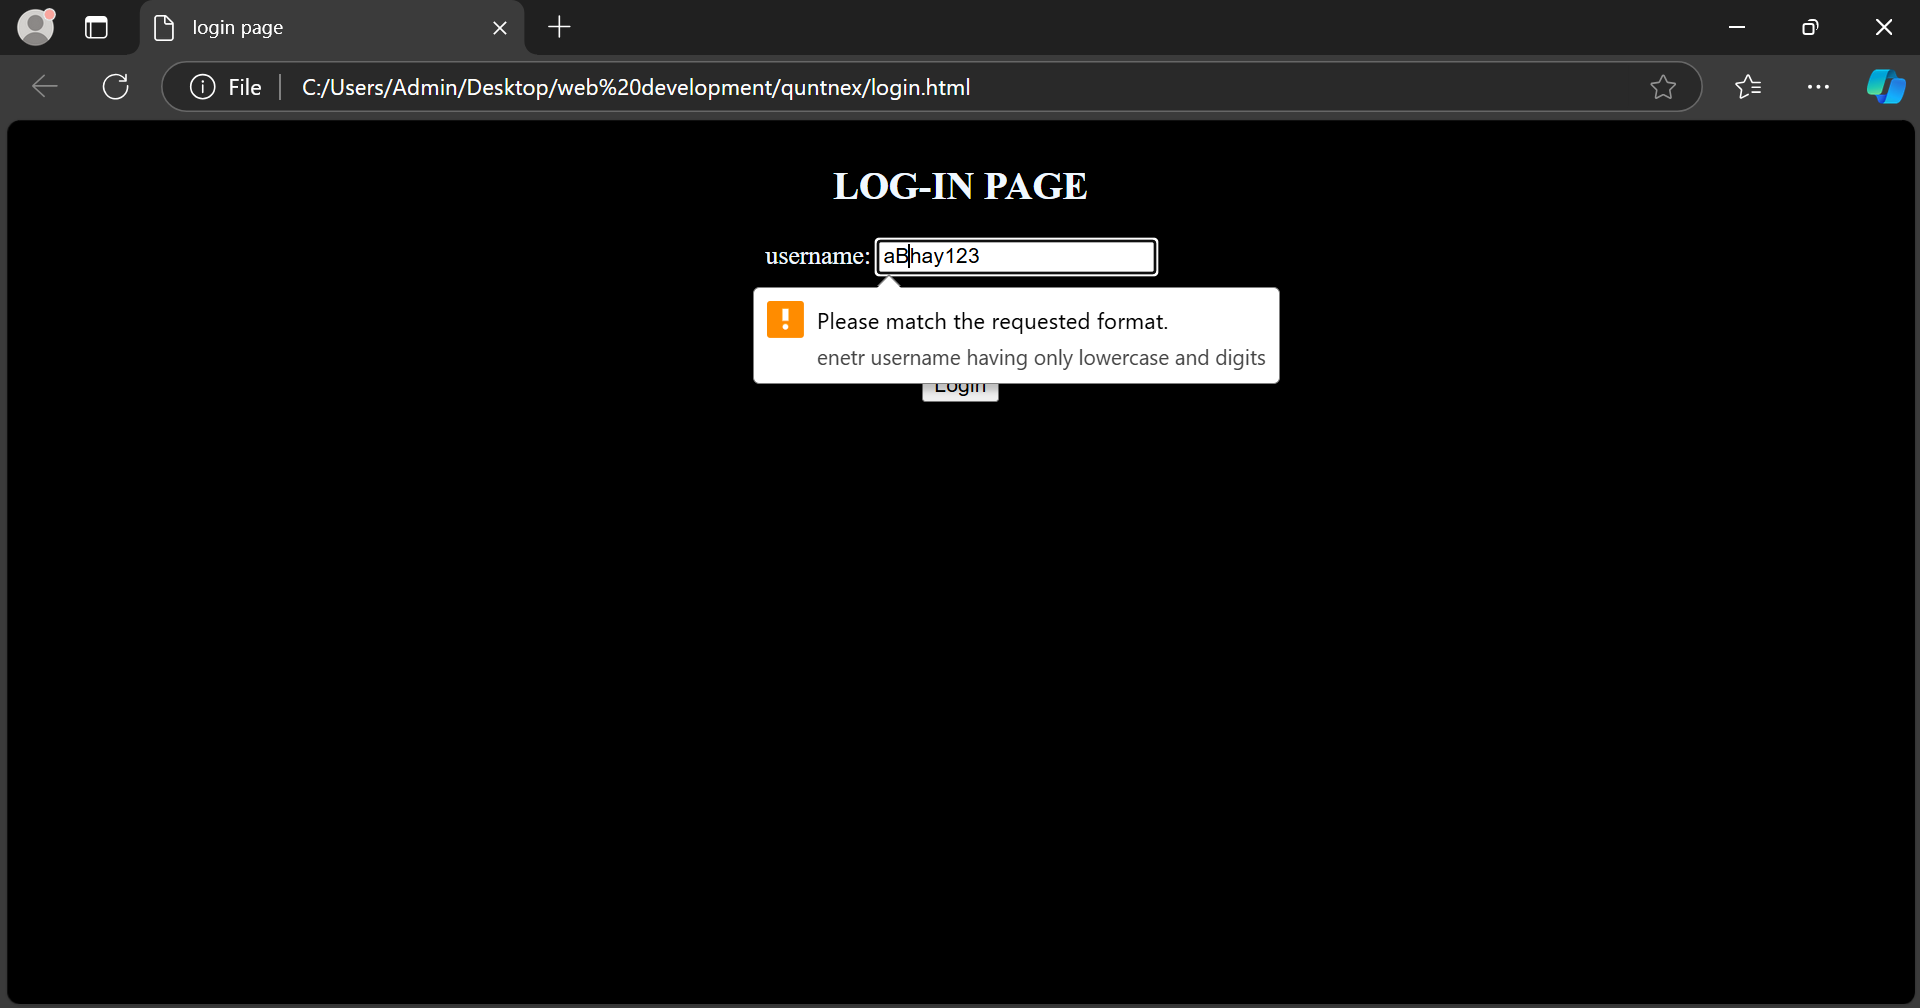 login page
File
C:/Users/Admin/Desktop/web%20development/quntnex/login.html
LOG-IN PAGE
username: aBhay123
Please match the requested format.
enetr username having only lowercase and digits
Login